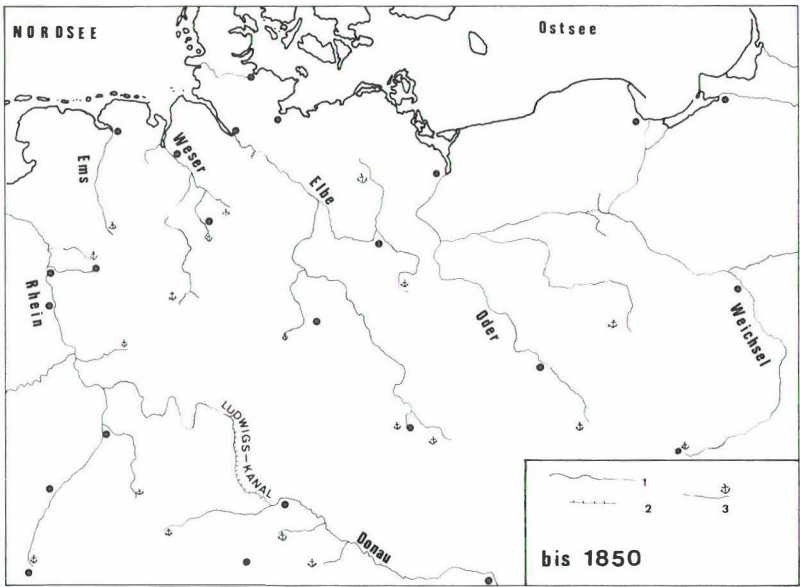 NORDSEE
Ostsee
Ems
Weser
Elbe
Rhein
Oder
Weichsel
LUDWIGS-KANAL
Donau
1
2
3
bis 1850